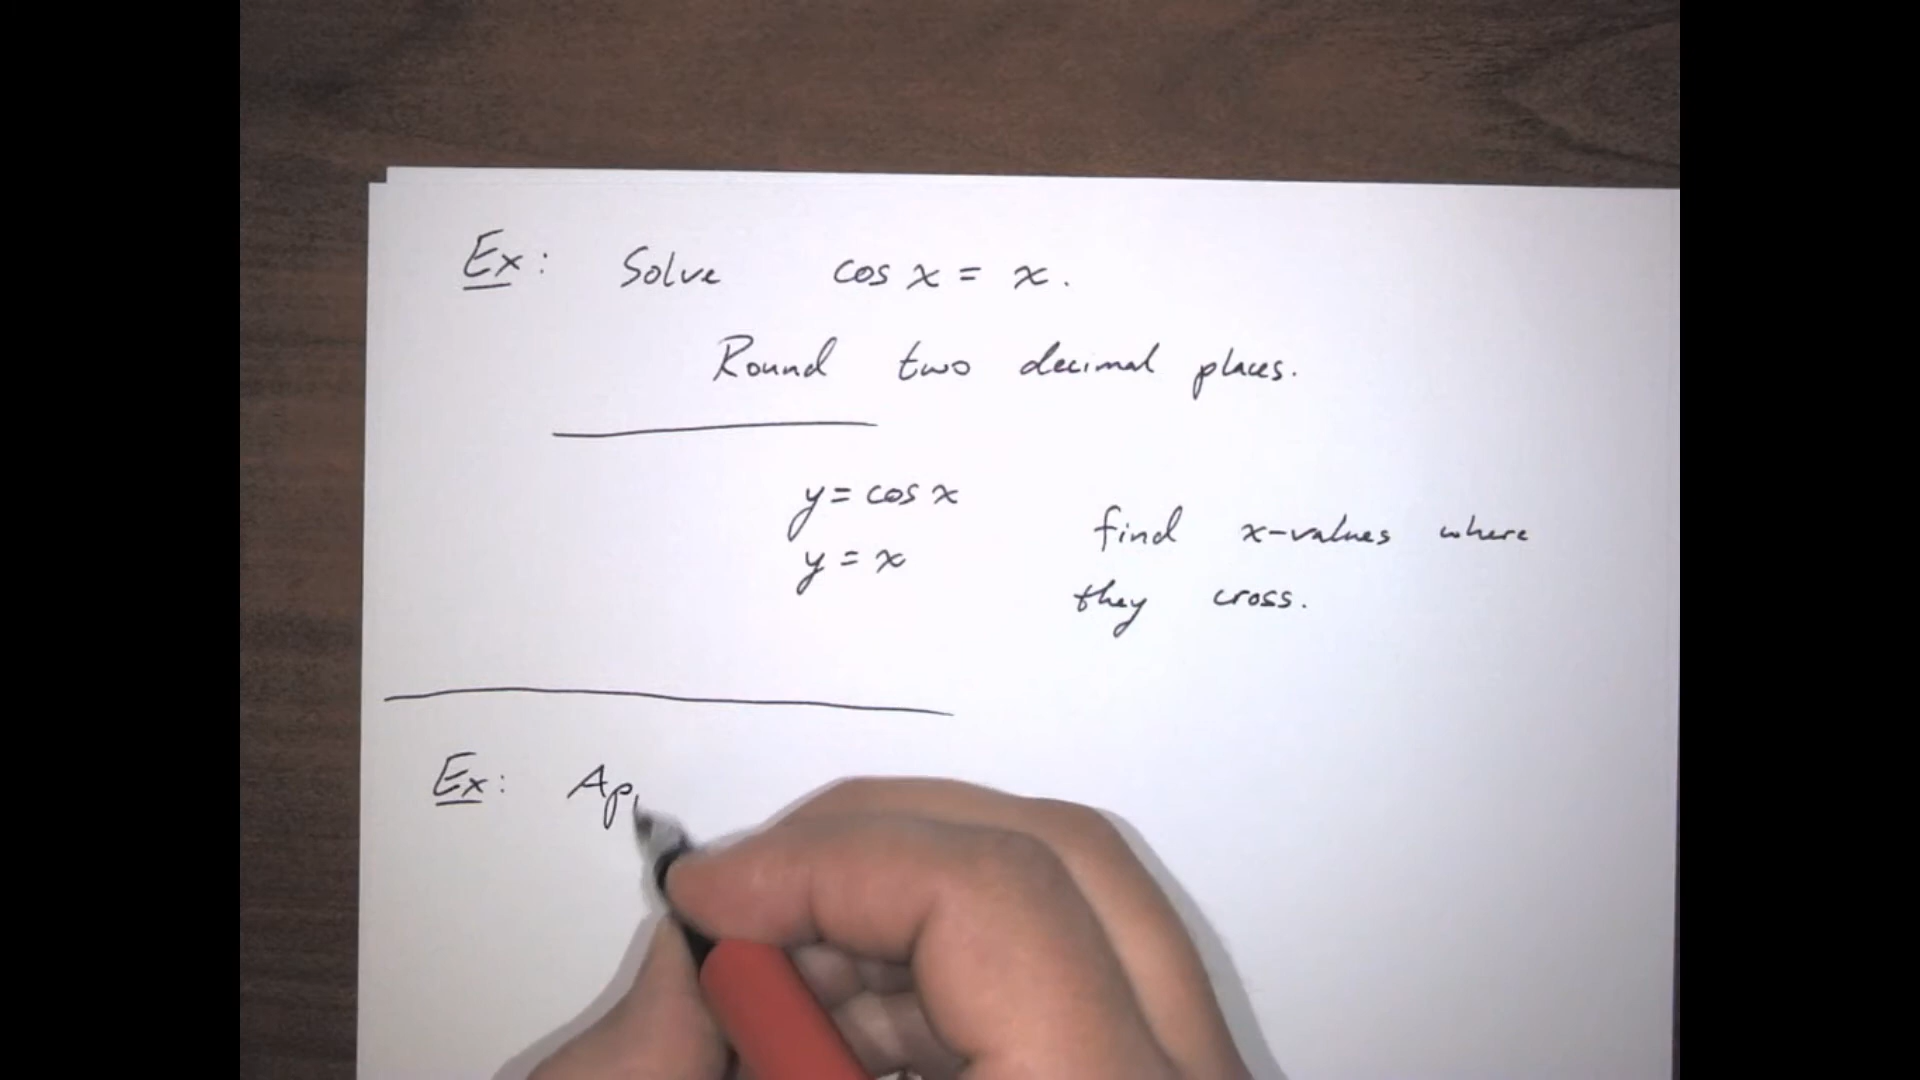 Ex: Solve cos x = x.
Round two decimal places.
y = cos x
y = x
find x-values where
they cross.
Ex: Ap